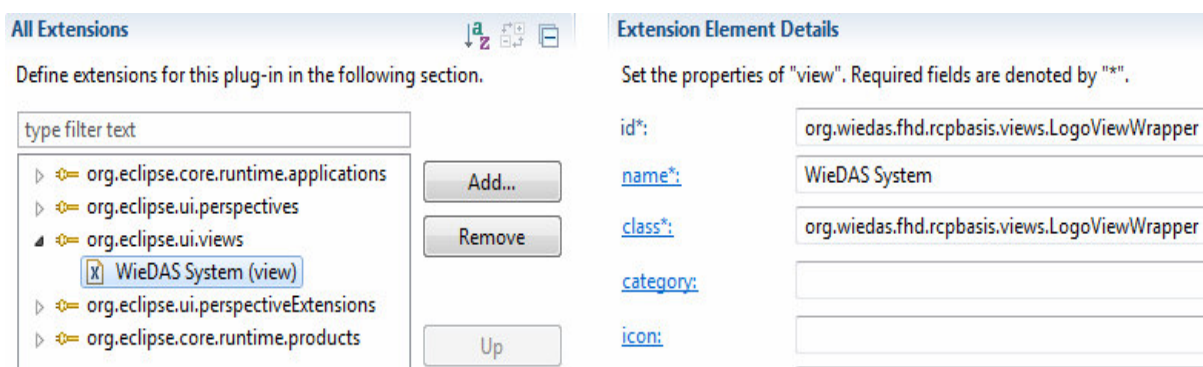 All Extensions
Define extensions for this plug-in in the following section.
type filter text
org.eclipse.core.runtime.applications
org.eclipse.ui.perspectives
org.eclipse.ui.views
WieDAS System (view)
org.eclipse.ui.perspectiveExtensions
org.eclipse.core.runtime.products
Add...
Remove
Up
Extension Element Details
Set the properties of "view". Required fields are denoted by "*".
id*: org.wiedas.fhd.rcpbasis.views.LogoViewWrapper
name*: WieDAS System
class*: org.wiedas.fhd.rcpbasis.views.LogoViewWrapper
category:
icon: